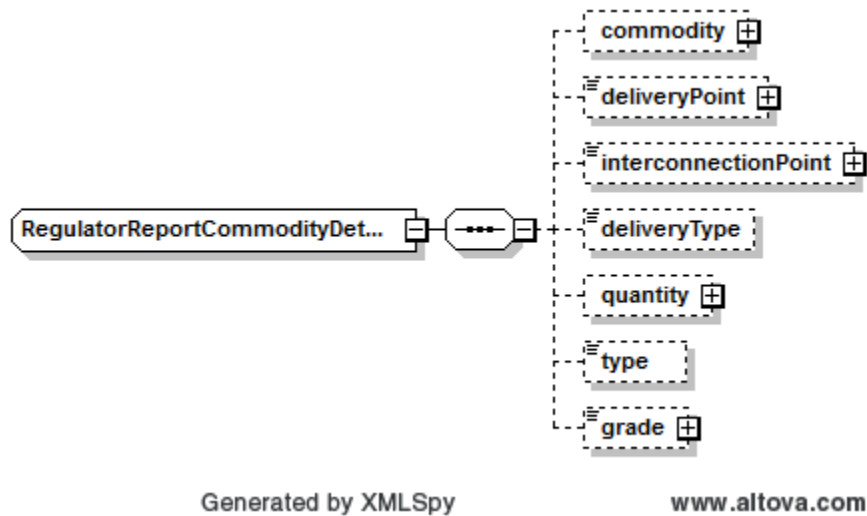 commodity
deliveryPoint
interconnectionPoint
RegulatorReportCommodityDet...
deliveryType
quantity
type
grade
Generated by XMLSpy www.altova.com